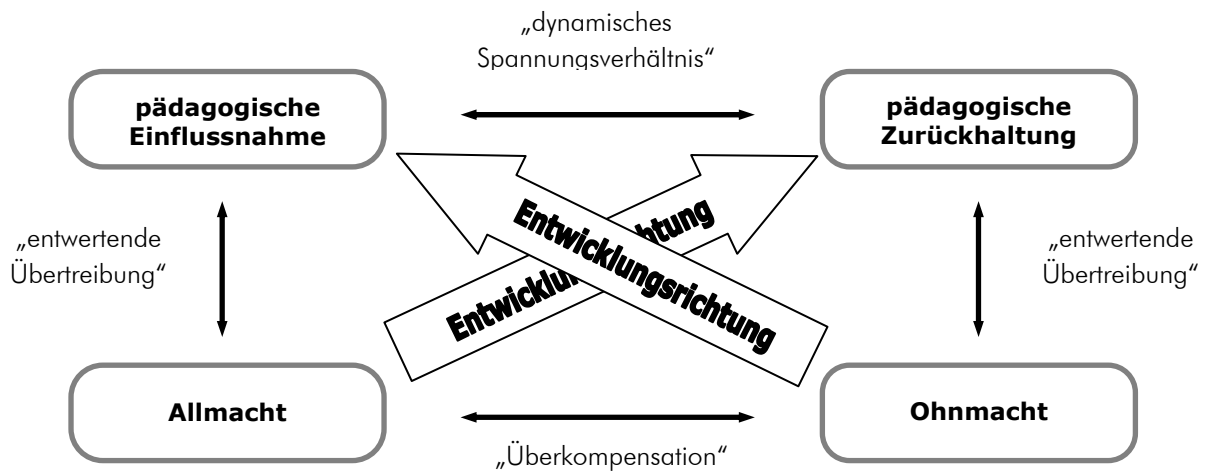 „dynamisches
Spannungsverhältnis“
pädagogische
Einflussnahme
pädagogische
Zurückhaltung
„entwertende
Übertreibung“
Entwicklungsrichtung
„entwertende
Übertreibung“
Allmacht
Ohnmacht
„Überkompensation“